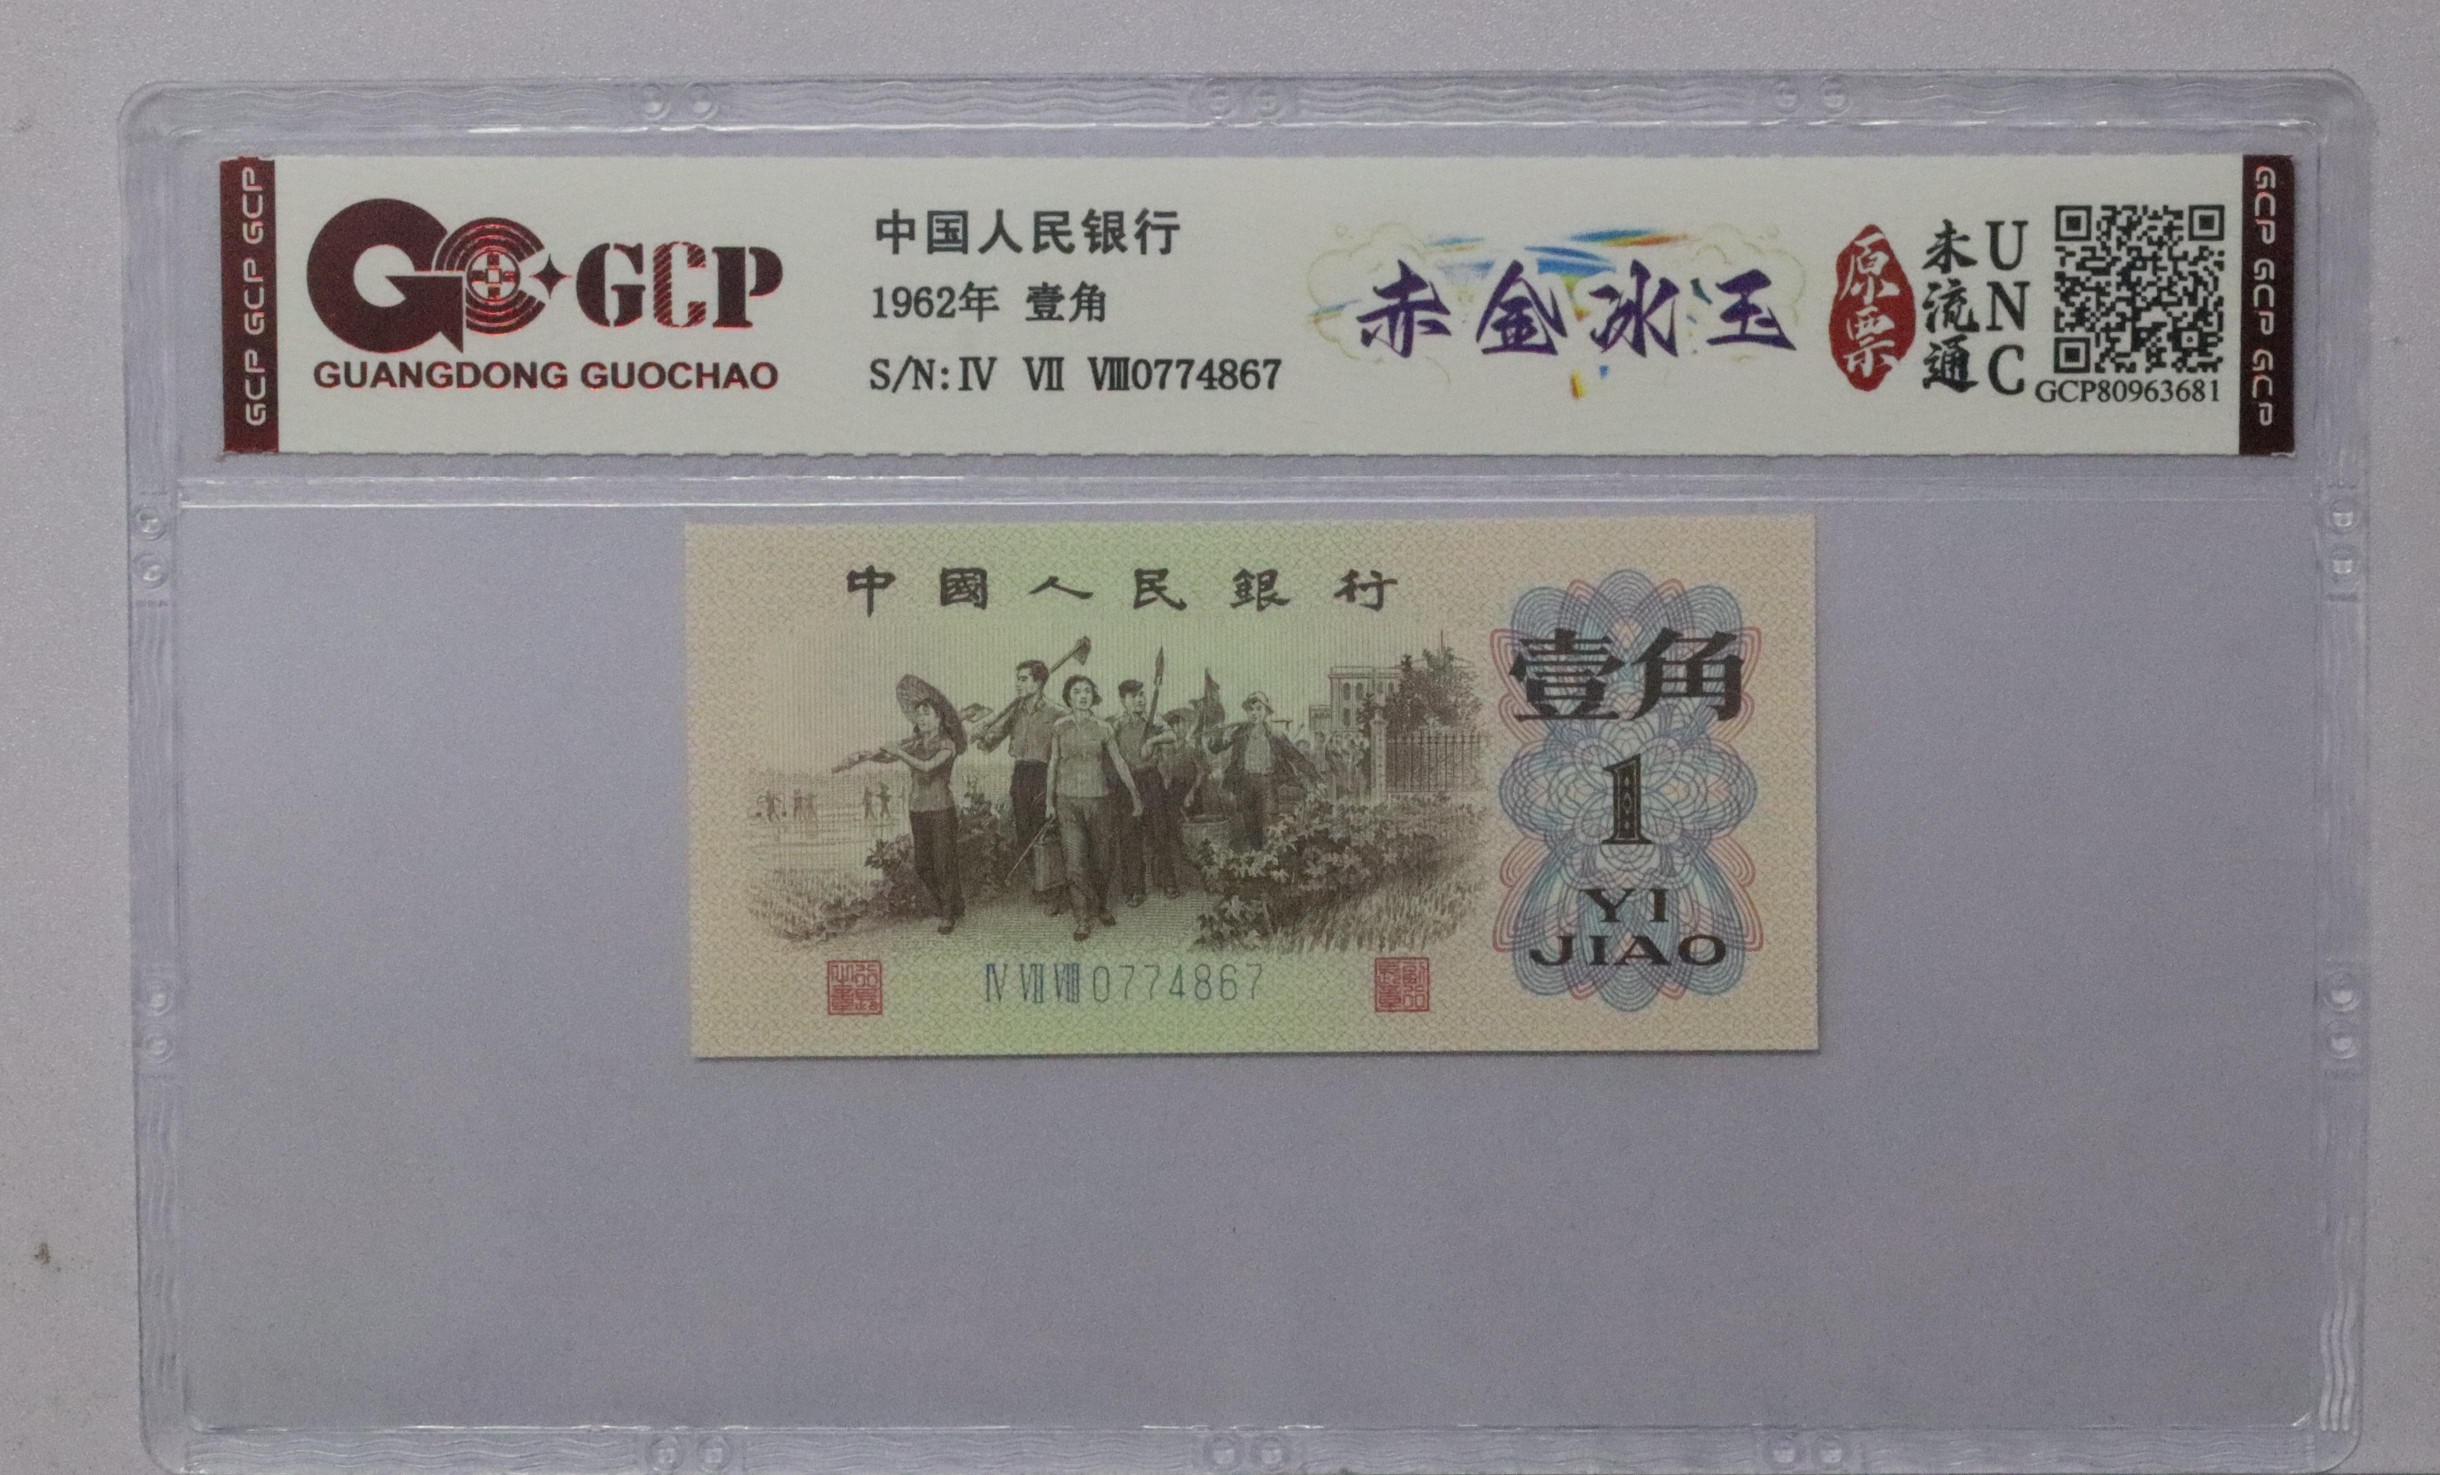 GCP GCP GCP
GCP
GUANGDONG GUOCHAO
中国人民银行
1962年 壹角
S/N:Ⅳ Ⅶ Ⅷ0774867
赤金冰玉
原票
未流通
UNC
GCP80963681
GCP GCP GCP
中國人民銀行
壹角
1
YI
JIAO
Ⅳ Ⅶ Ⅷ 0774867